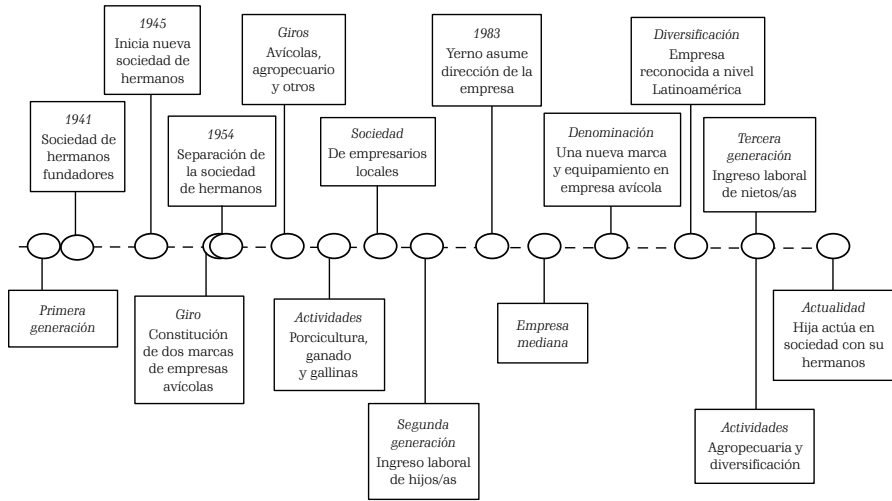 1945
Inicia nueva
sociedad de
hermanos
Giros
Avícolas,
agropecuario
y otros
1983
Yerno asume
dirección de la
empresa
Diversificación
Empresa
reconocida a nivel
Latinoamérica
1941
Sociedad de
hermanos
fundadores
1954
Separación de
la sociedad
de hermanos
Sociedad
De empresarios
locales
Denominación
Una nueva marca
y equipamiento en
empresa avícola
Tercera
generación
Ingreso laboral
de nietos/as
Primera
generación
Giro
Constitución
de dos marcas
de empresas
avícolas
Actividades
Porcicultura,
ganado
y gallinas
Empresa
mediana
Actualidad
Hija actúa en
sociedad con su
hermanos
Segunda
generación
Ingreso laboral
de hijos/as
Actividades
Agropecuaria y
diversificación